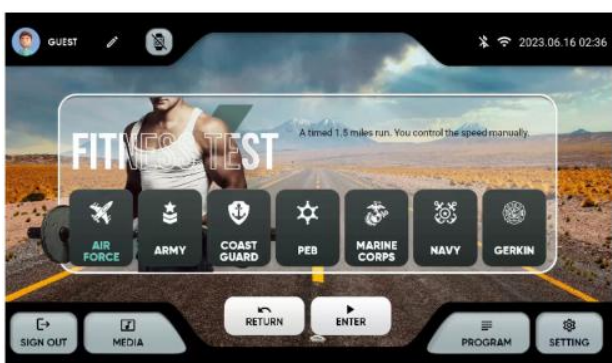 GUEST
2023.06.16 02:36
FITNESS TEST
A timed 1.5 miles run. You control the speed manually.
AIR
FORCE
ARMY
COAST
GUARD
PEB
MARINE
CORPS
NAVY
GERKIN
RETURN
ENTER
SIGN OUT
MEDIA
PROGRAM
SETTING